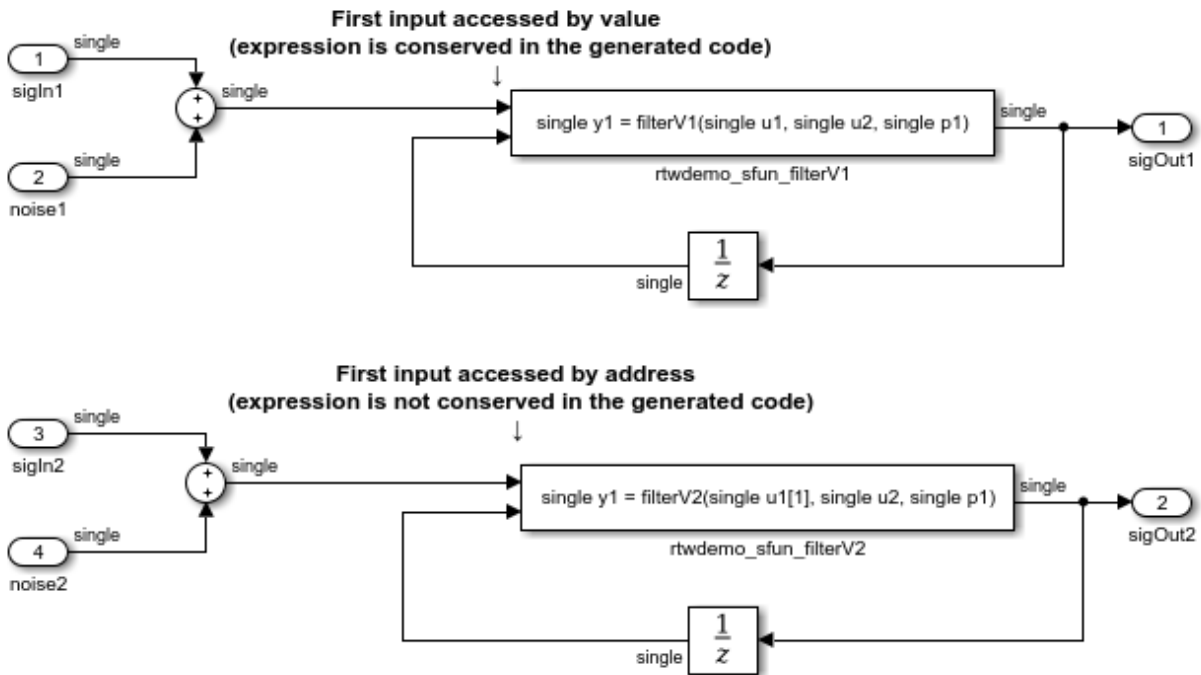 First input accessed by value
(expression is conserved in the generated code)
↓
single
1
sigIn1
+
+
single
single y1 = filterV1(single u1, single u2, single p1)
single
1
sigOut1
single
2
noise1
rtwdemo_sfun_filterV1
1
z
single
First input accessed by address
(expression is not conserved in the generated code)
↓
single
3
sigIn2
+
+
single
single y1 = filterV2(single u1[1], single u2, single p1)
single
2
sigOut2
single
4
noise2
rtwdemo_sfun_filterV2
1
z
single